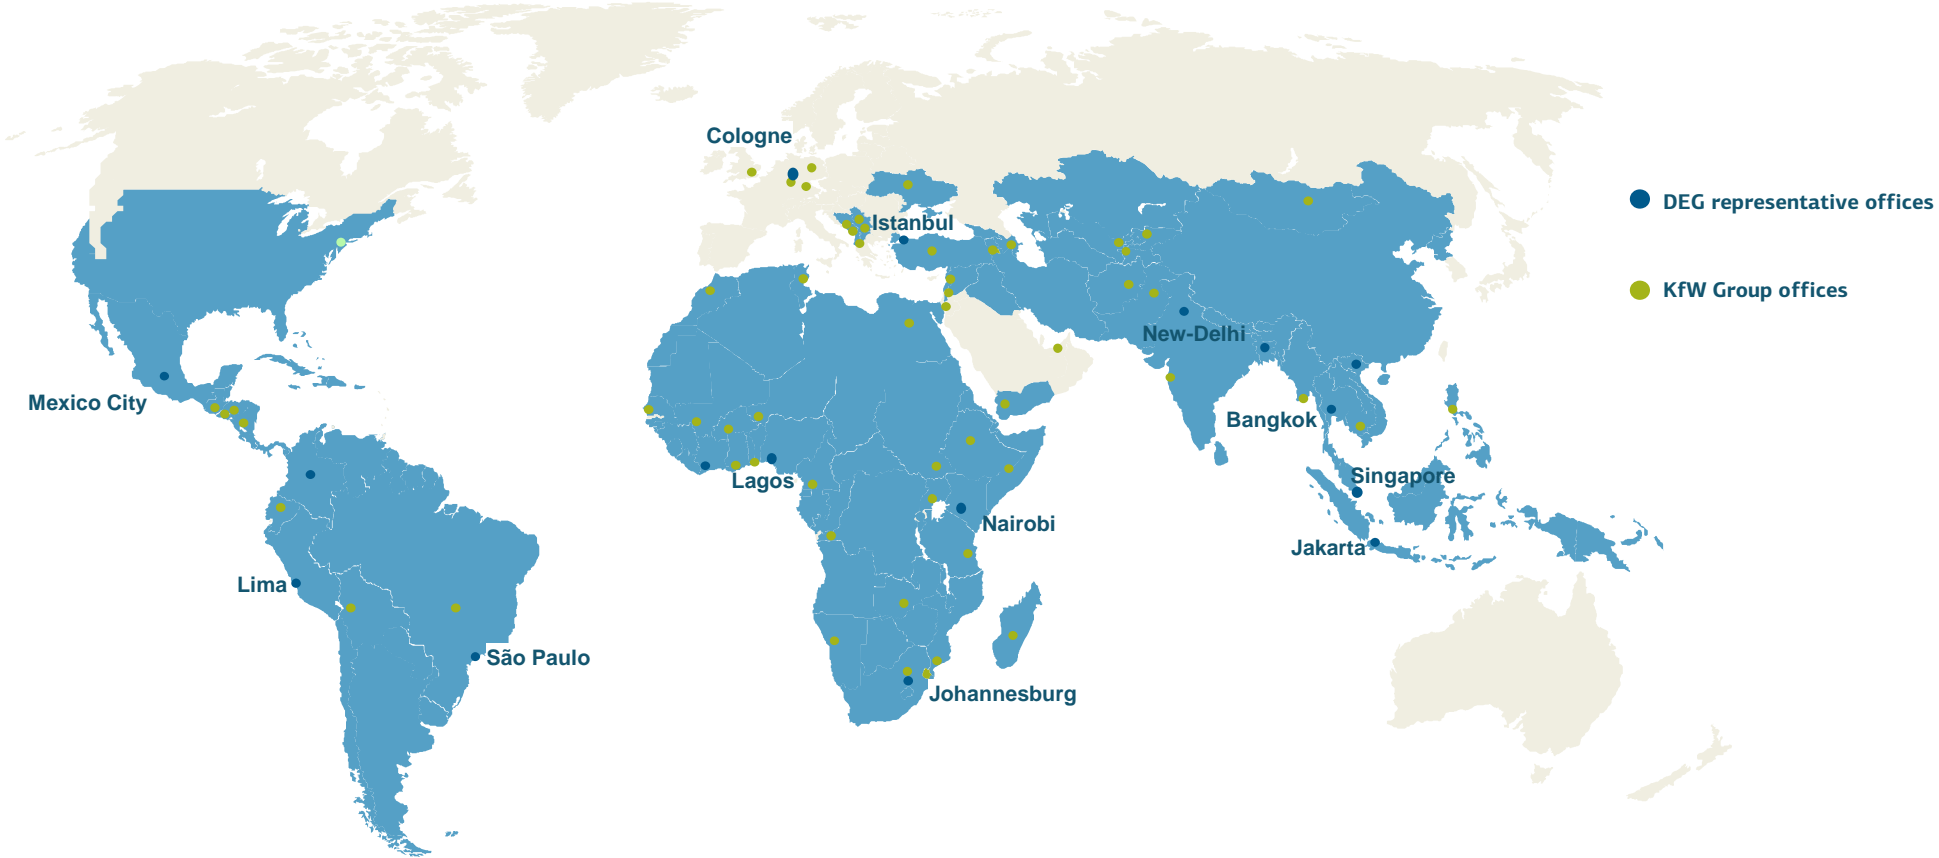 Cologne
DEG representative offices
Istanbul
KfW Group offices
New-Delhi
Mexico City
Bangkok
Singapore
Lagos
Nairobi
Jakarta
Lima
São Paulo
Johannesburg